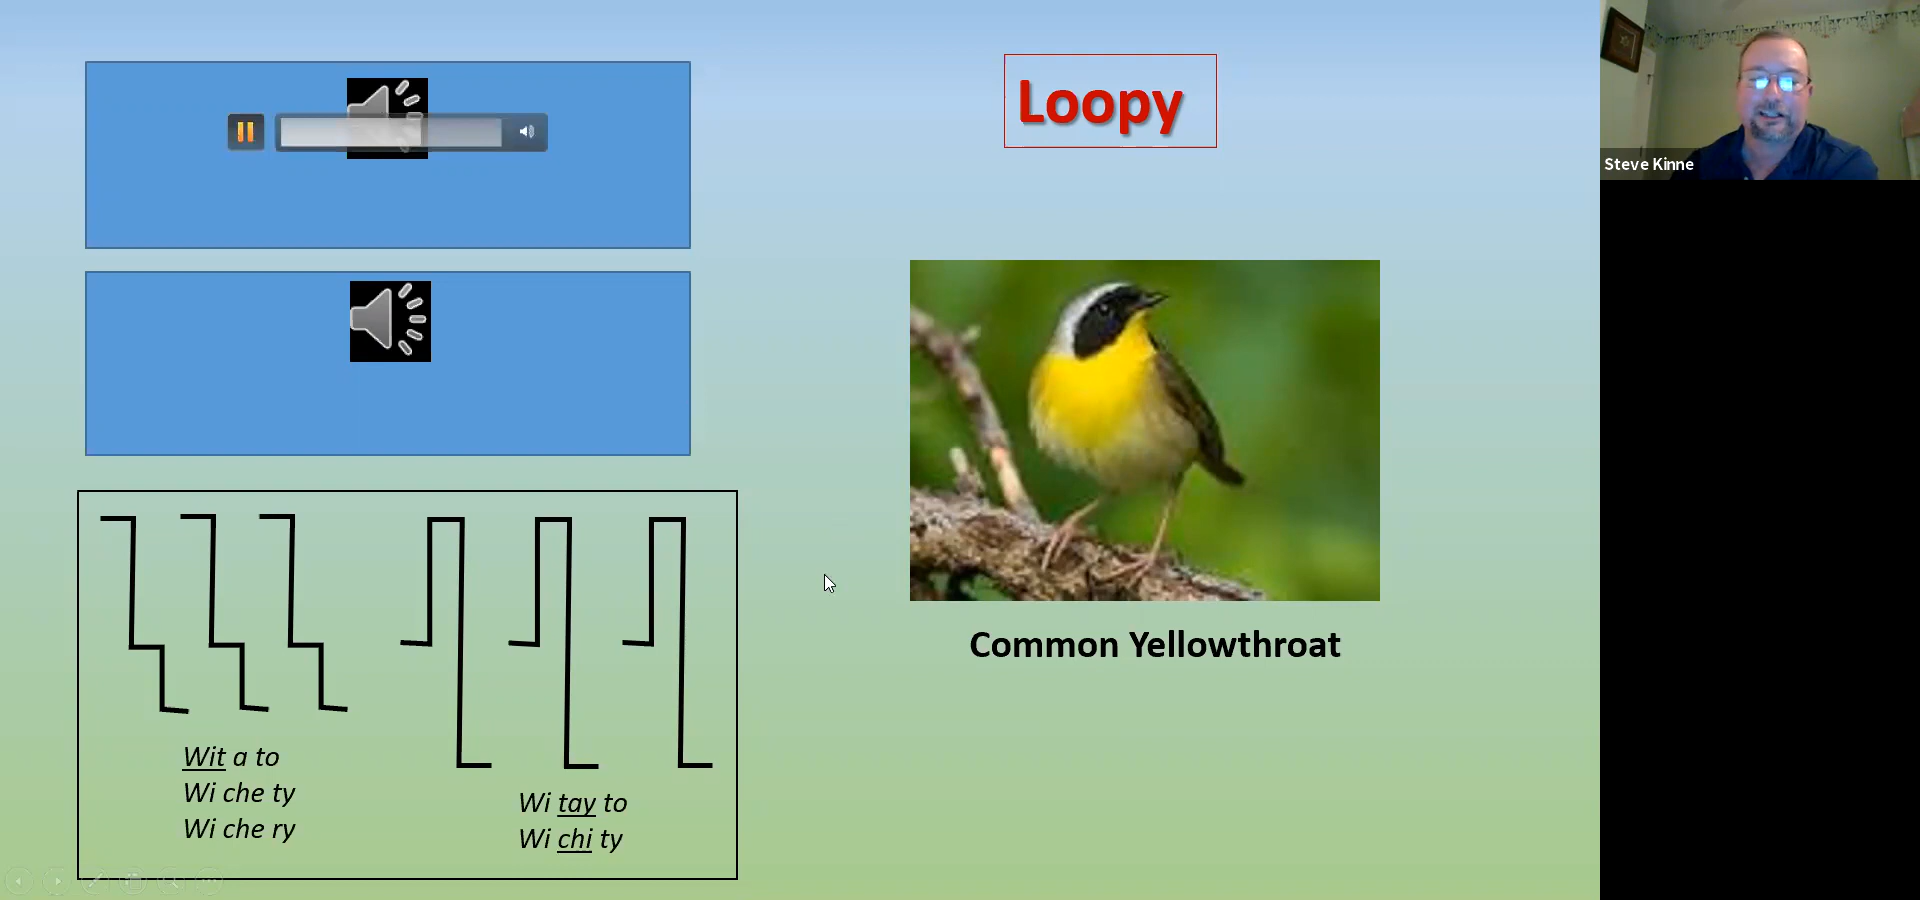 Loopy
Steve Kinne
Common Yellowthroat
Wit a to
Wi che ty
Wi che ry
Wi tay to
Wi chi ty